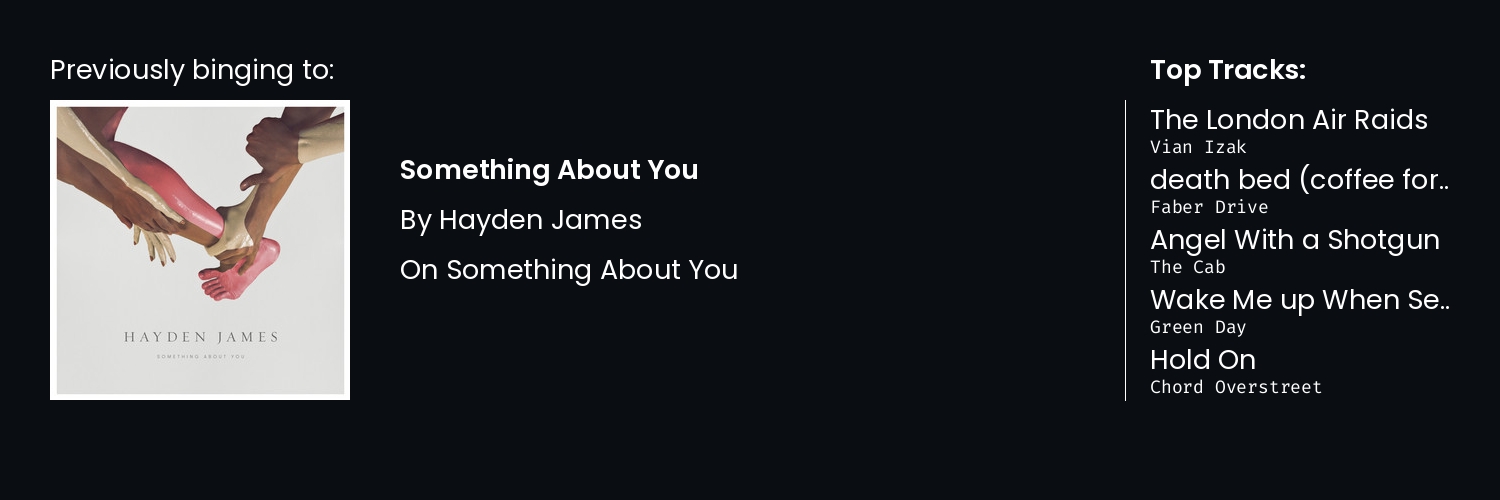 Previously binging to:
HAYDEN JAMES
SOMETHING ABOUT YOU
Something About You
By Hayden James
On Something About You
Top Tracks:
The London Air Raids
Vian Izak
death bed (coffee for..
Faber Drive
Angel With a Shotgun
The Cab
Wake Me up When Se..
Green Day
Hold On
Chord Overstreet